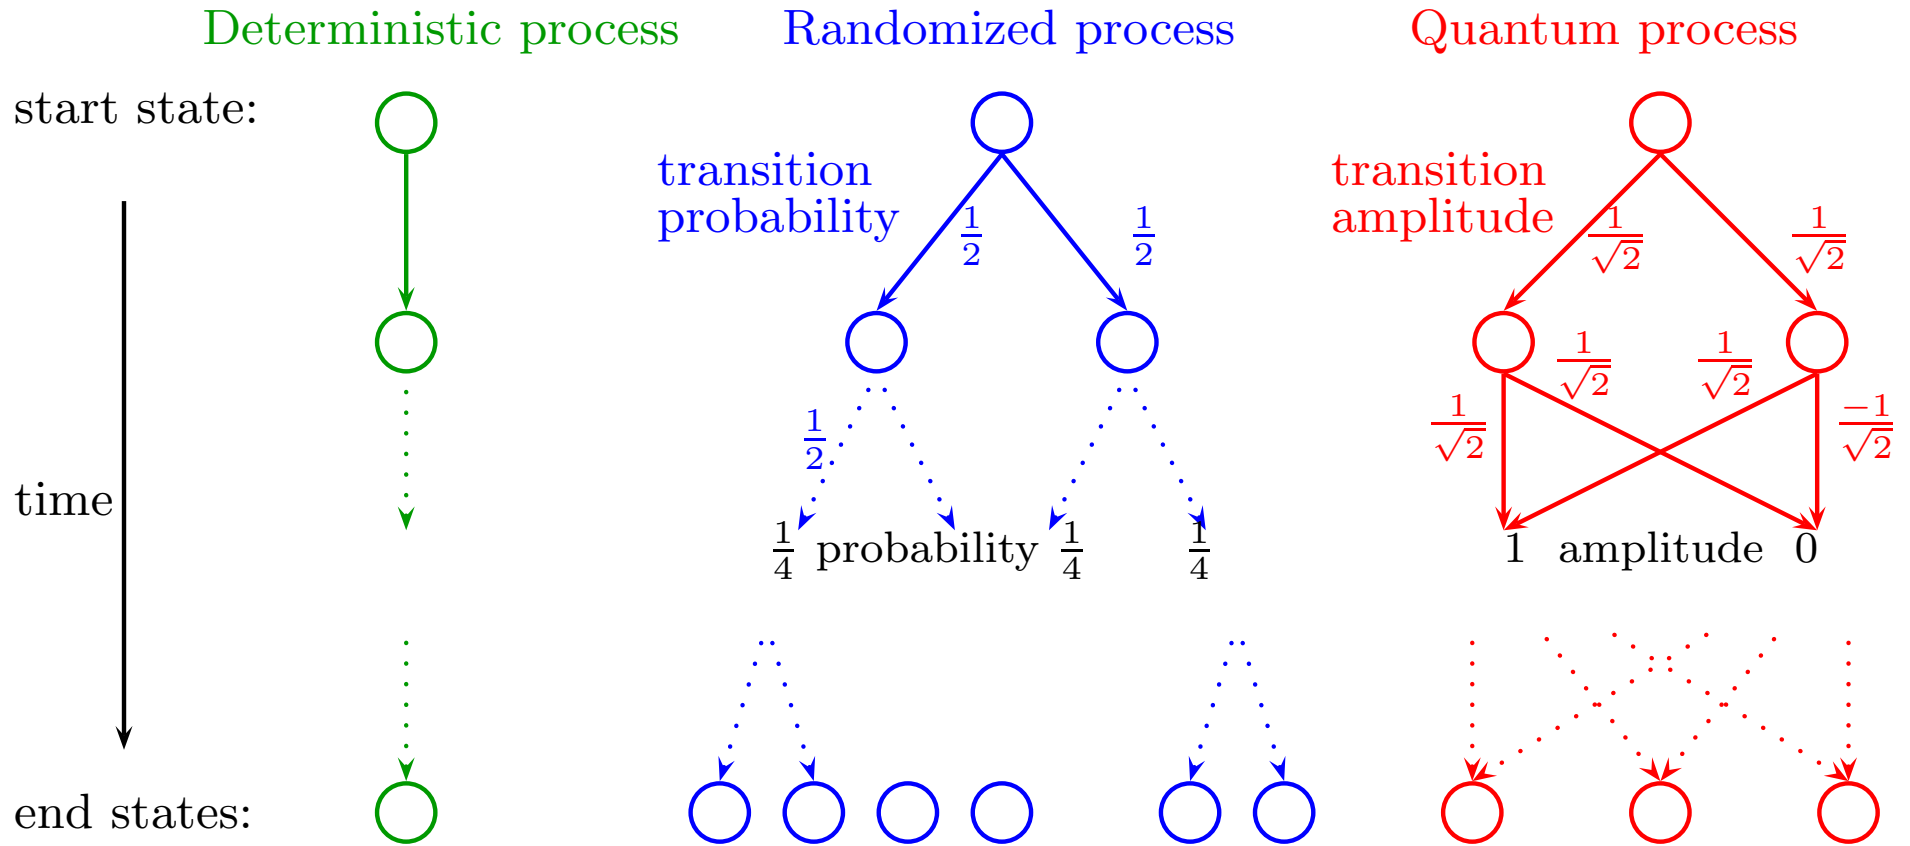 Deterministic process Randomized process Quantum process
start state:
transition
probability
transition
amplitude
1/2 1/2 1/√2 1/√2
1/√2 1/√2
1/2 1/√2 -1/√2
time
1/4 probability 1/4 1/4 1 amplitude 0
end states: